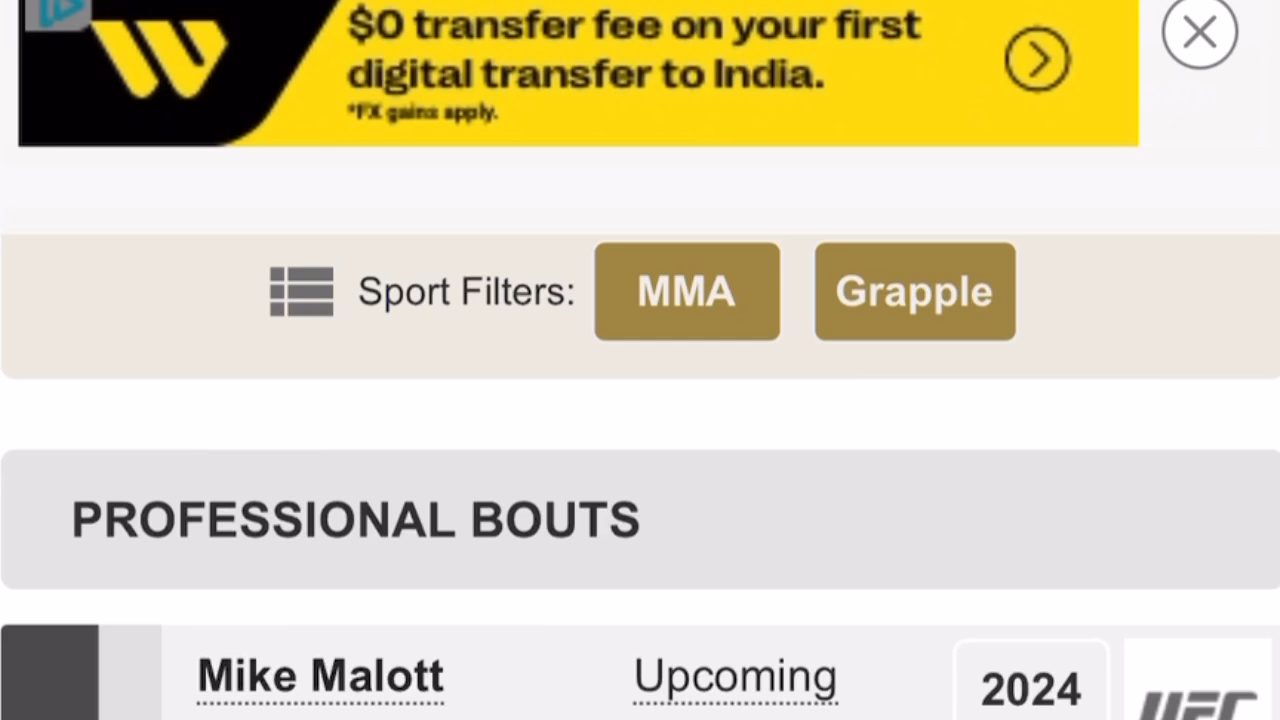 $0 transfer fee on your first
digital transfer to India.
*FX gains apply.
Sport Filters: MMA Grapple
PROFESSIONAL BOUTS
Mike Malott Upcoming 2024 UFC